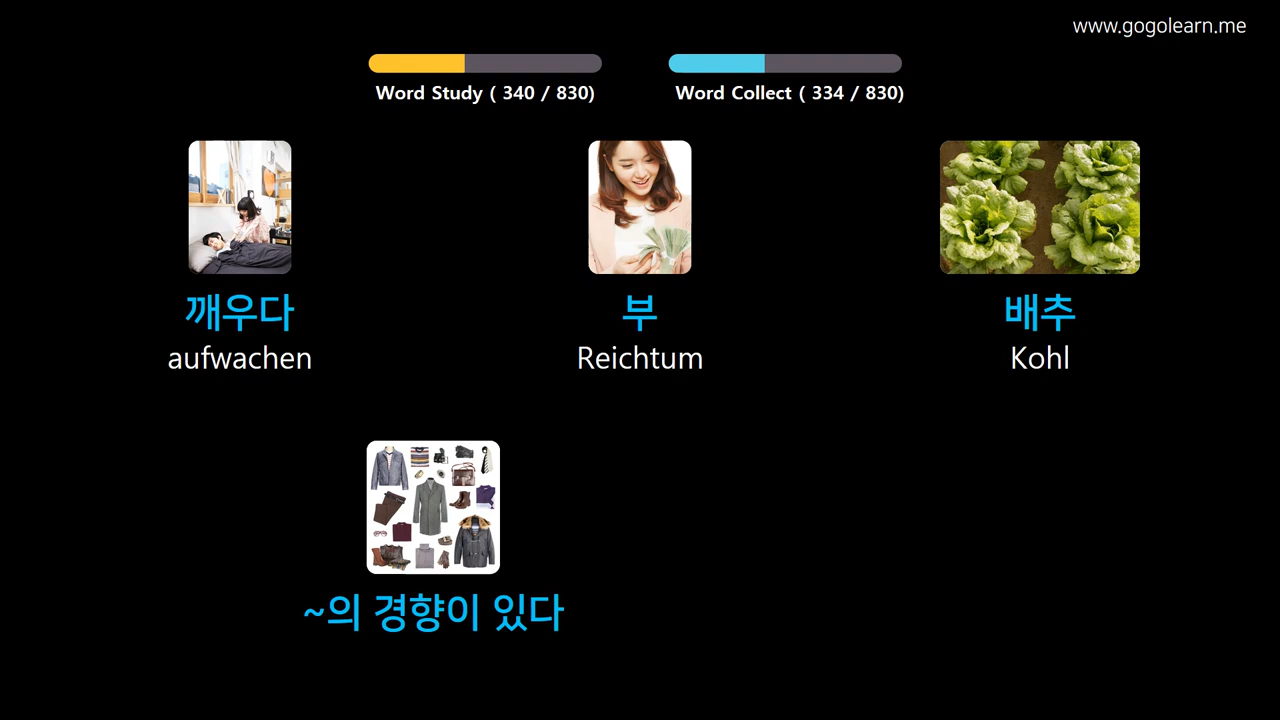 www.gogolearn.me
Word Study ( 340 / 830)
Word Collect ( 334 / 830)
깨우다
aufwachen
부
Reichtum
배추
Kohl
~의 경향이 있다